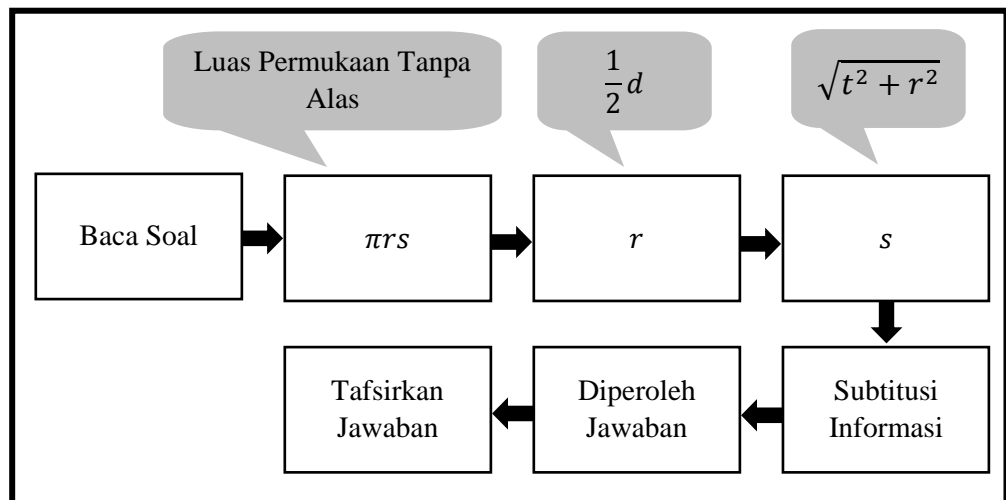 Luas Permukaan Tanpa
Alas
1/2 d
√(t² + r²)
Baca Soal
πrs
r
s
Tafsirkan
Jawaban
Diperoleh
Jawaban
Subtitusi
Informasi